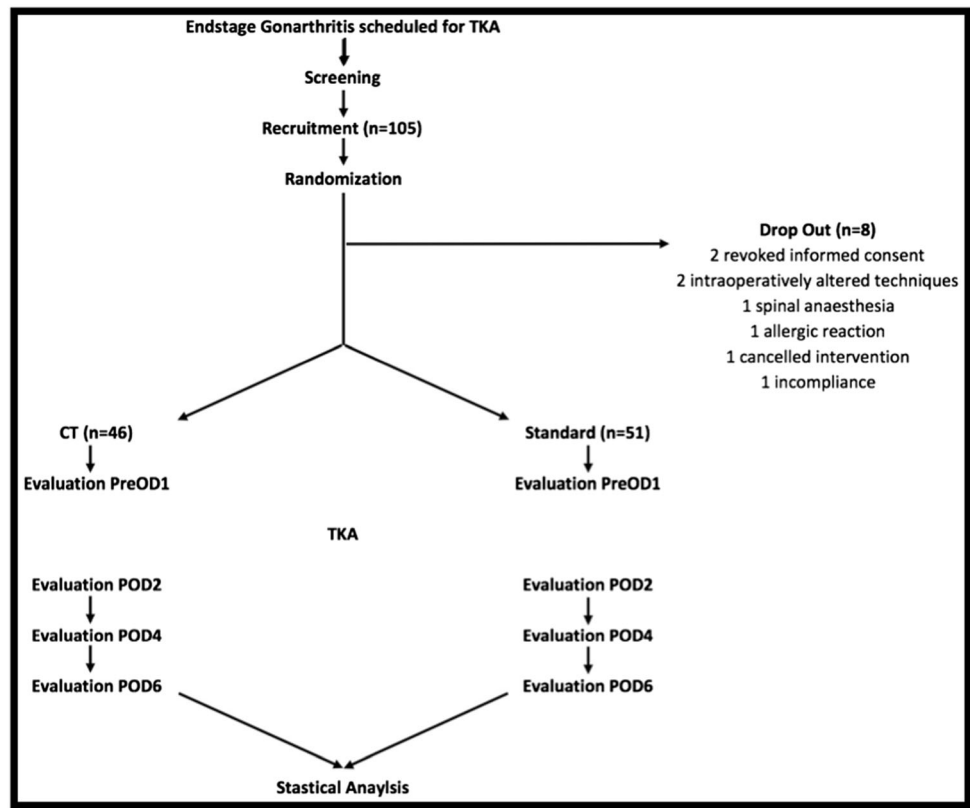 Endstage Gonarthritis scheduled for TKA
Screening
Recruitment (n=105)
Randomization
Drop Out (n=8)
2 revoked informed consent
2 intraoperatively altered techniques
1 spinal anaesthesia
1 allergic reaction
1 cancelled intervention
1 incompliance
CT (n=46)
Standard (n=51)
Evaluation PreOD1
Evaluation PreOD1
TKA
Evaluation POD2
Evaluation POD2
Evaluation POD4
Evaluation POD4
Evaluation POD6
Evaluation POD6
Stastical Anaylsis